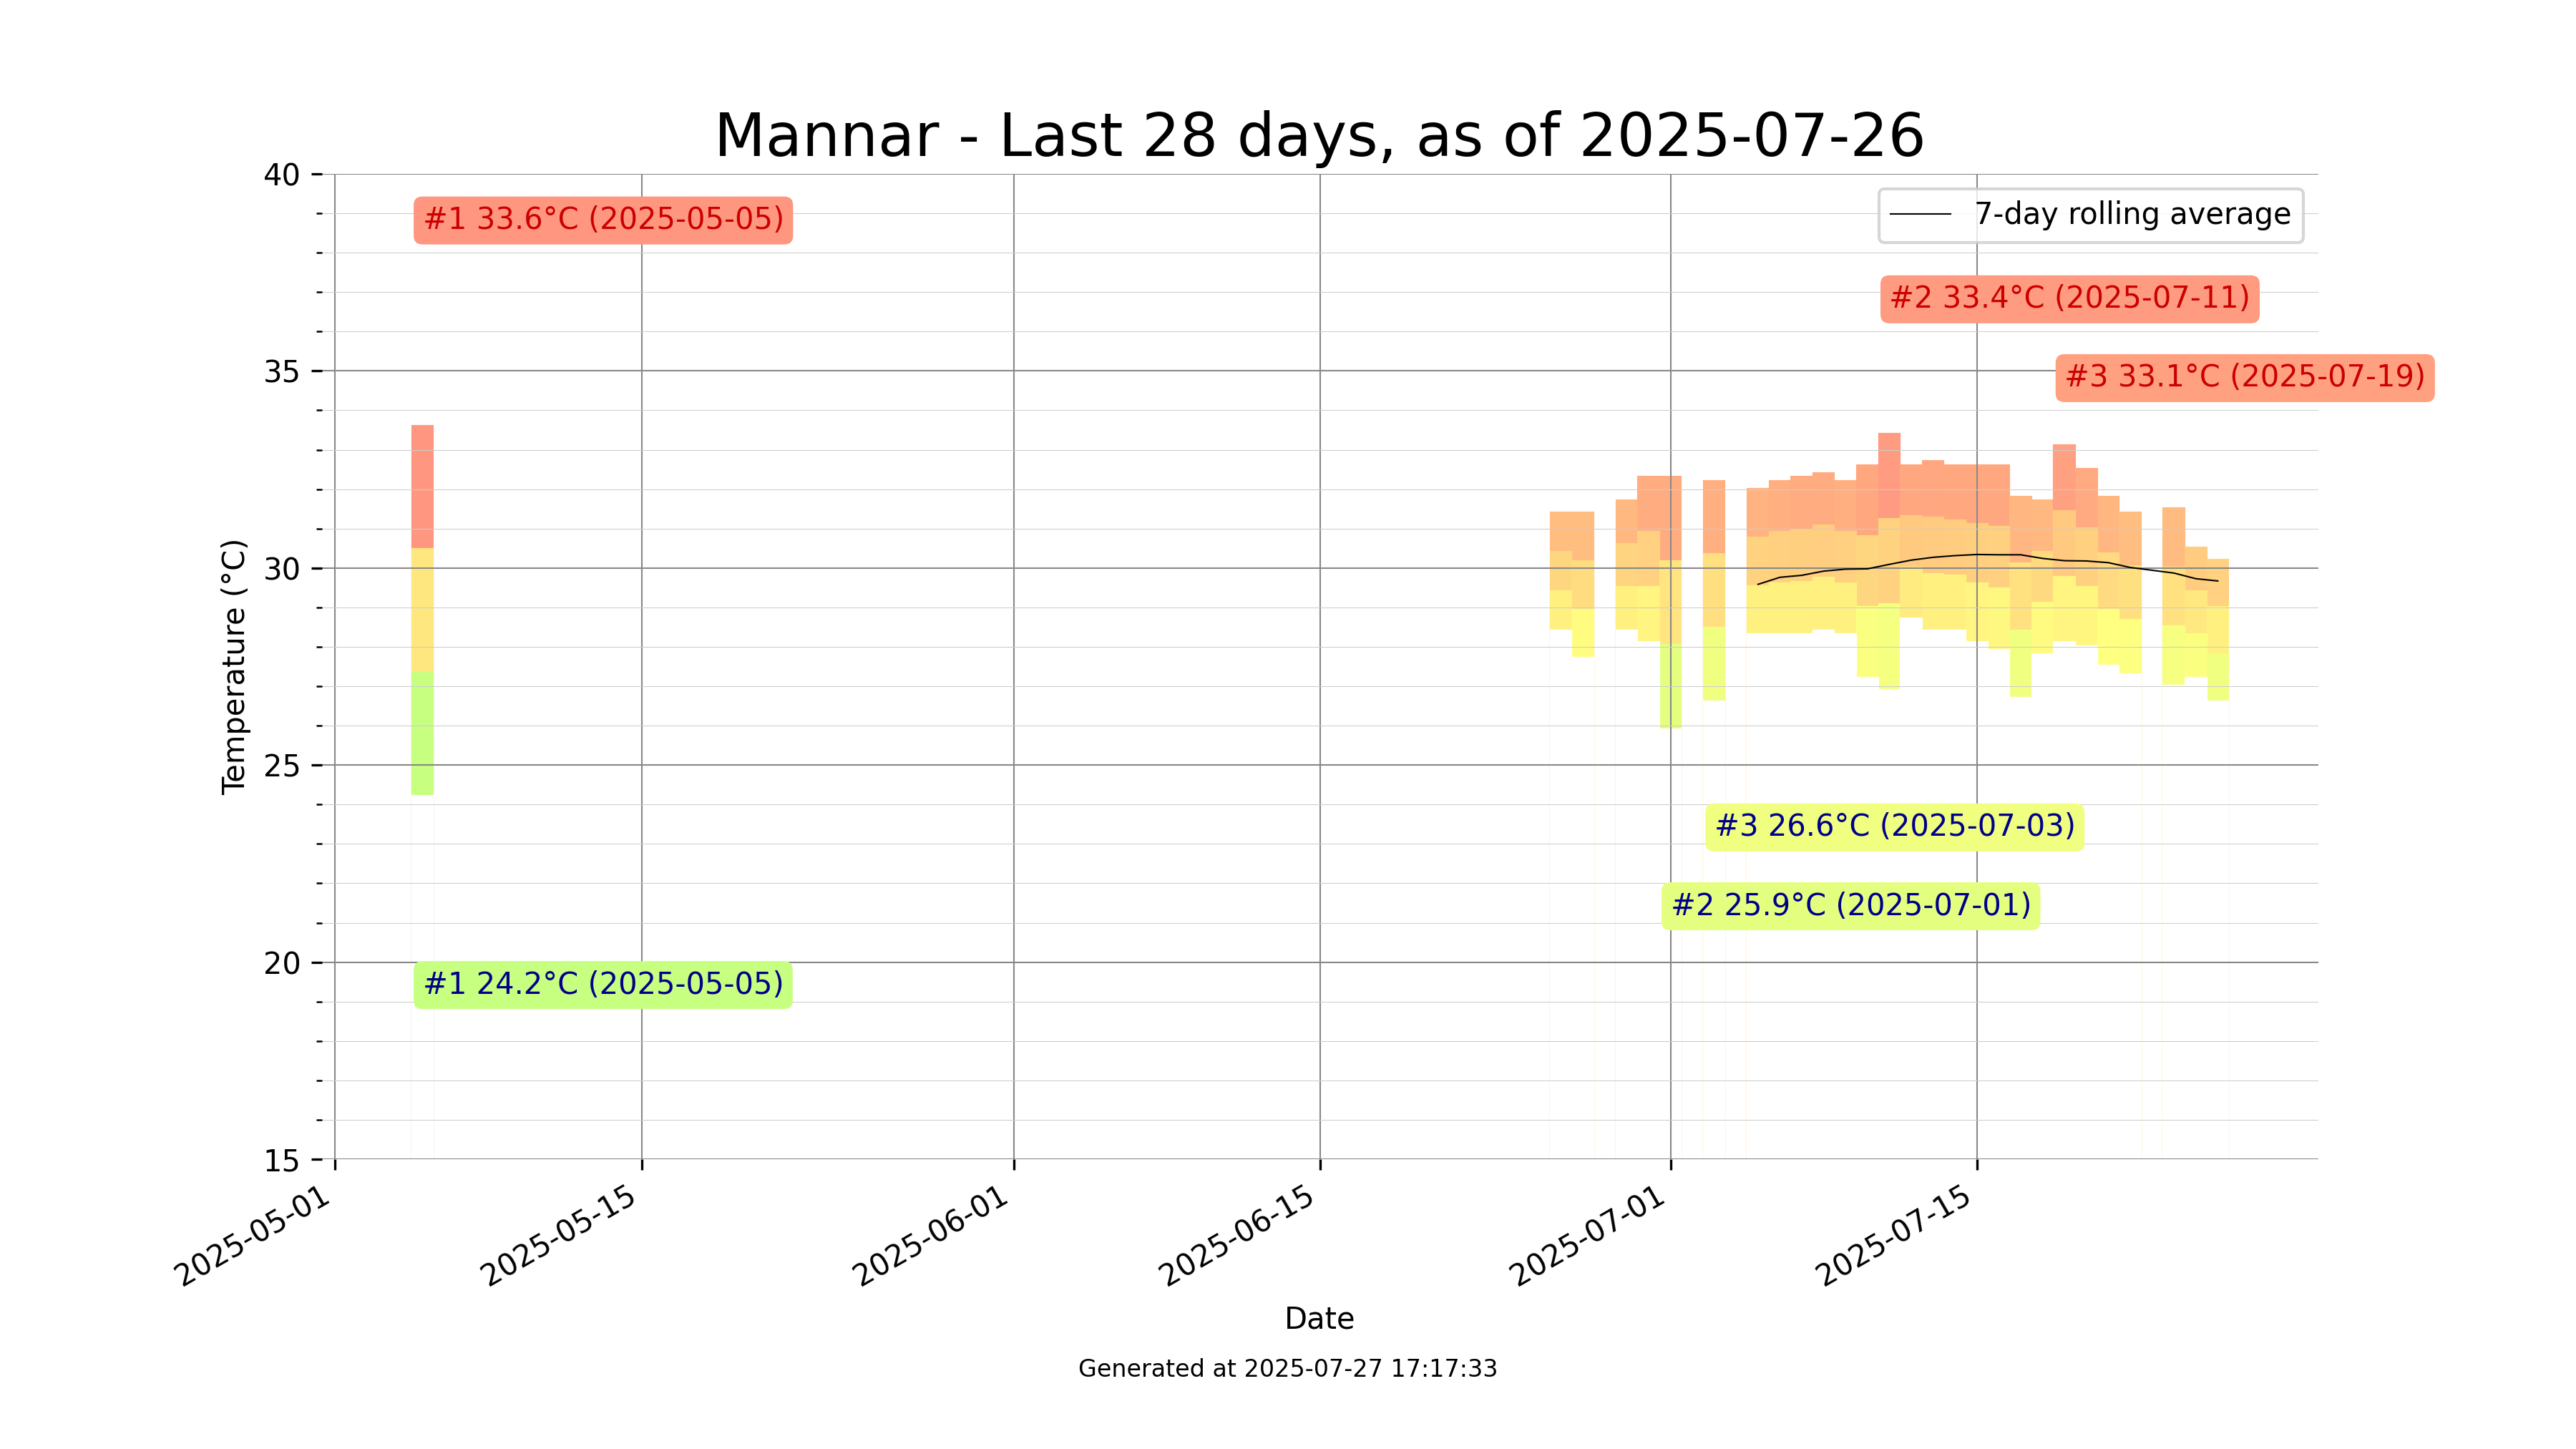 Mannar - Last 28 days, as of 2025-07-26
40
35
30
25
20
15
Temperature (°C)
#1 33.6°C (2025-05-05)
7-day rolling average
#2 33.4°C (2025-07-11)
#3 33.1°C (2025-07-19)
#3 26.6°C (2025-07-03)
#2 25.9°C (2025-07-01)
#1 24.2°C (2025-05-05)
2025-05-01
2025-05-15
2025-06-01
2025-06-15
2025-07-01
2025-07-15
Date
Generated at 2025-07-27 17:17:33